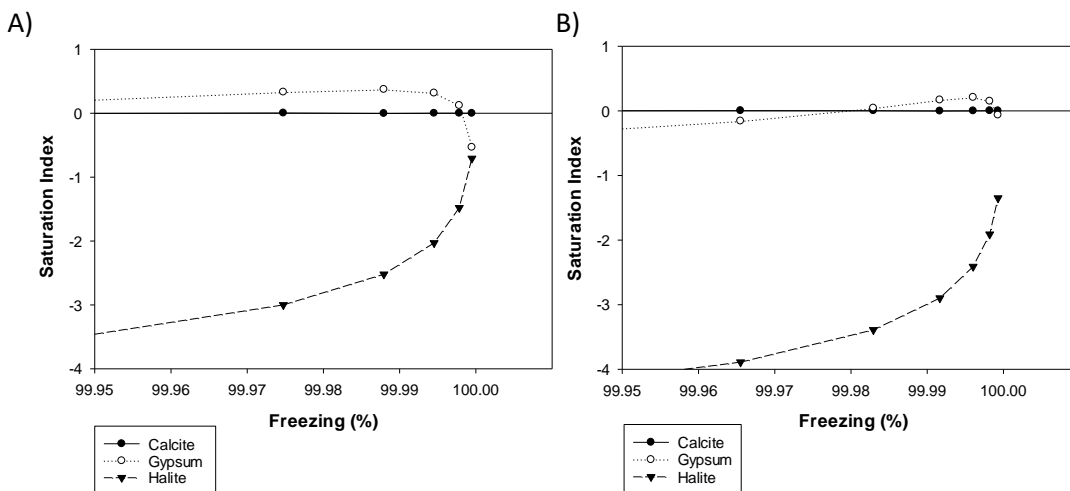 A)
1
0
-1
-2
-3
-4
Saturation Index
99.95 99.96 99.97 99.98 99.99 100.00
Freezing (%)
Calcite
Gypsum
Halite
B)
1
0
-1
-2
-3
-4
Saturation Index
99.95 99.96 99.97 99.98 99.99 100.00
Freezing (%)
Calcite
Gypsum
Halite